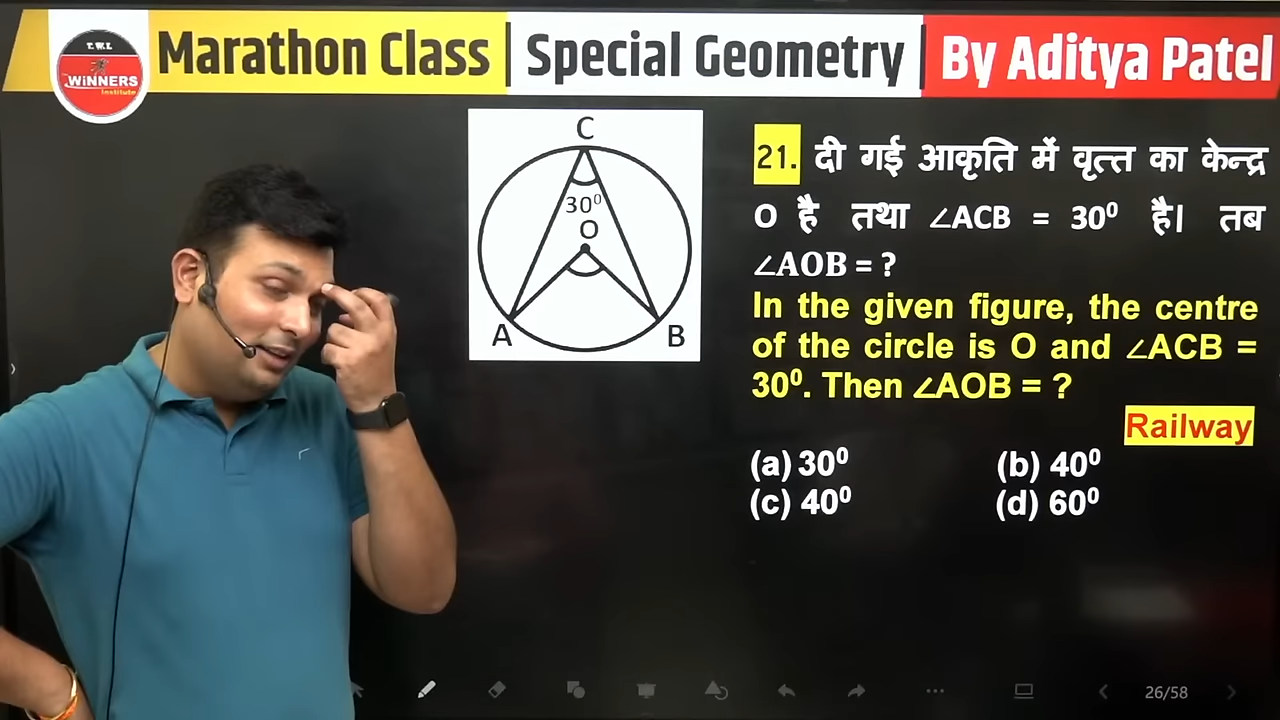 T.W.I.
WINNERS
Institute
Marathon Class
Special Geometry
By Aditya Patel
C
30⁰
O
A
B
21. दी गई आकृति में वृत्त का केन्द्र
O है तथा ∠ACB = 30⁰ है। तब
∠AOB = ?
In the given figure, the centre
of the circle is O and ∠ACB =
30⁰. Then ∠AOB = ?
Railway
(a) 30⁰ (b) 40⁰
(c) 40⁰ (d) 60⁰
26/58